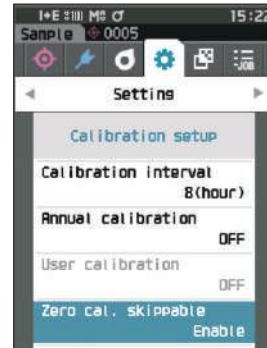 I+E M 15:22
Sample 0005
JOB
Setting
Calibration setup
Calibration interval
8(hour)
Annual calibration
OFF
User calibration
OFF
Zero cal. skippable
Enable